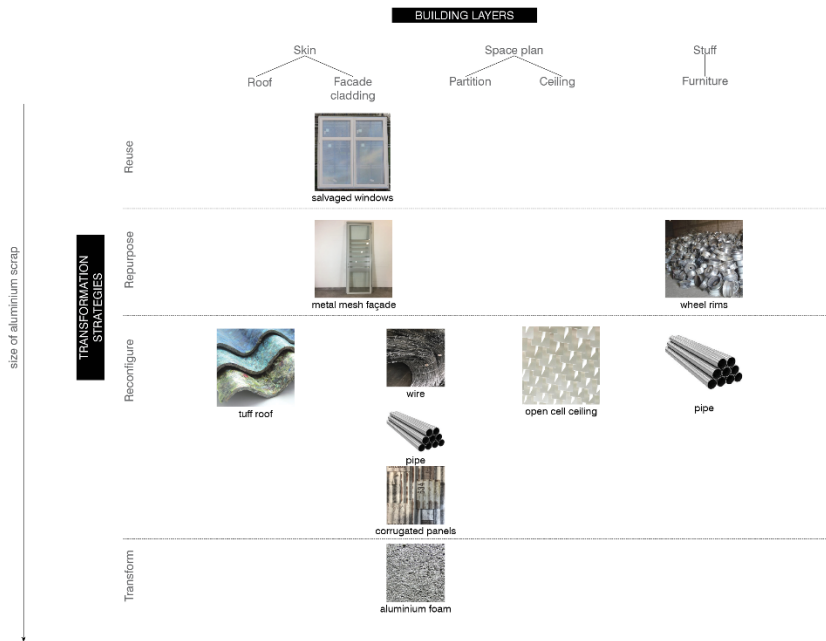 BUILDING LAYERS
Skin
Space plan
Stuff
Roof
Facade
cladding
Partition
Ceiling
Furniture
size of aluminium scrap
TRANSFORMATION
STRATEGIES
Reuse
salvaged windows
Repurpose
metal mesh façade
wheel rims
Reconfigure
tuff roof
wire
open cell ceiling
pipe
pipe
corrugated panels
Transform
aluminium foam